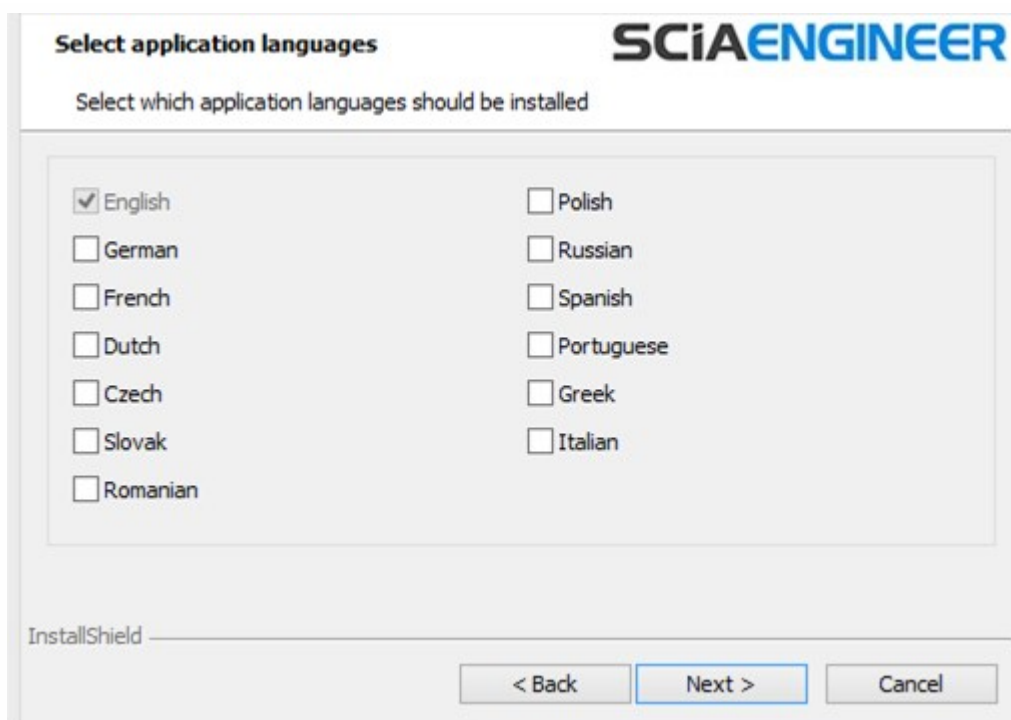 Select application languages
SCiAENGINEER
Select which application languages should be installed
English
German
French
Dutch
Czech
Slovak
Romanian
Polish
Russian
Spanish
Portuguese
Greek
Italian
InstallShield
< Back
Next >
Cancel